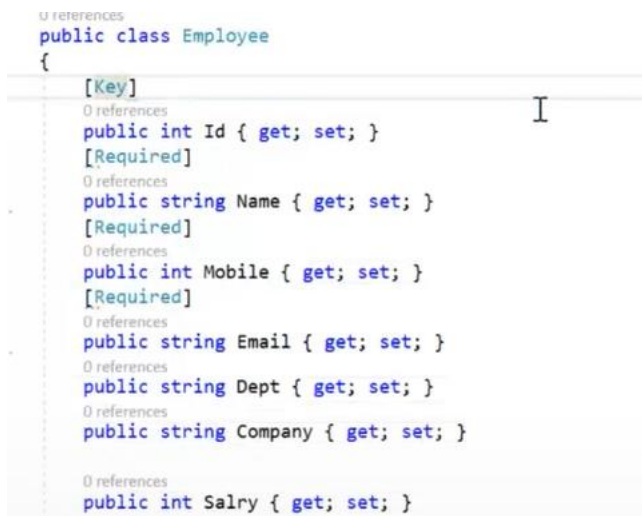 0 references
public class Employee
{
[Key]
0 references
public int Id { get; set; }
[Required]
0 references
public string Name { get; set; }
[Required]
0 references
public int Mobile { get; set; }
[Required]
0 references
public string Email { get; set; }
0 references
public string Dept { get; set; }
0 references
public string Company { get; set; }
0 references
public int Salry { get; set; }